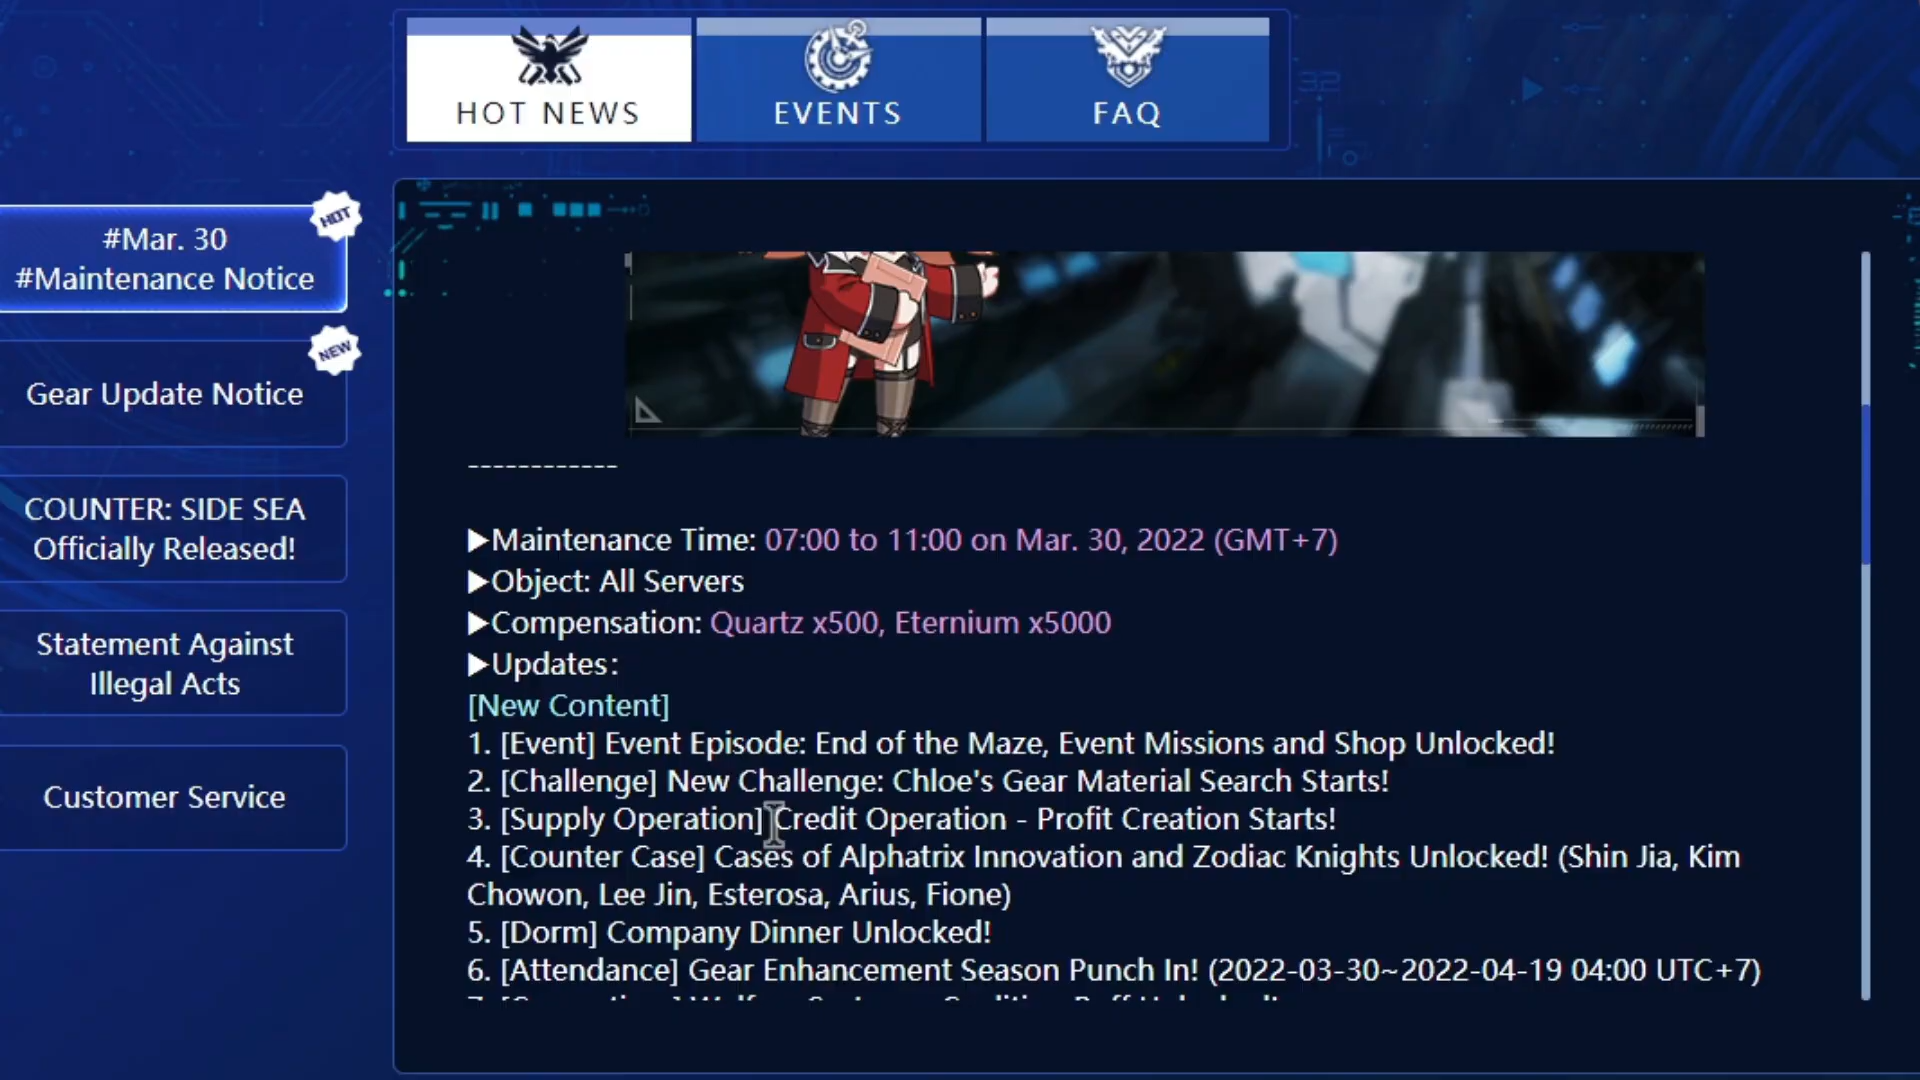 HOT NEWS
EVENTS
FAQ
HOT
#Mar. 30
#Maintenance Notice
NEW
Gear Update Notice
COUNTER: SIDE SEA
Officially Released!
Statement Against
Illegal Acts
Customer Service
------------
▶Maintenance Time: 07:00 to 11:00 on Mar. 30, 2022 (GMT+7)
▶Object: All Servers
▶Compensation: Quartz x500, Eternium x5000
▶Updates:
[New Content]
1. [Event] Event Episode: End of the Maze, Event Missions and Shop Unlocked!
2. [Challenge] New Challenge: Chloe's Gear Material Search Starts!
3. [Supply Operation] Credit Operation - Profit Creation Starts!
4. [Counter Case] Cases of Alphatrix Innovation and Zodiac Knights Unlocked! (Shin Jia, Kim
Chowon, Lee Jin, Esterosa, Arius, Fione)
5. [Dorm] Company Dinner Unlocked!
6. [Attendance] Gear Enhancement Season Punch In! (2022-03-30~2022-04-19 04:00 UTC+7)
32